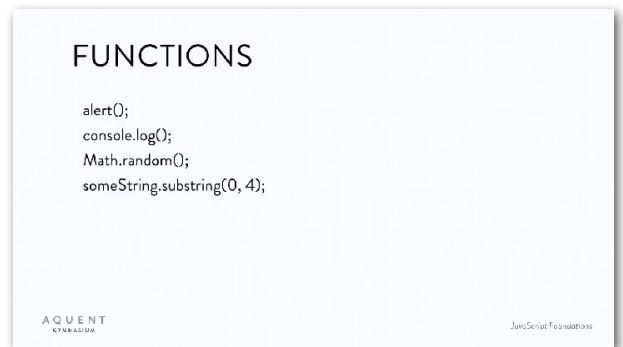 FUNCTIONS
alert();
console.log();
Math.random();
someString.substring(0, 4);
AQUENT
GYMNASIUM
JavaScript Foundations